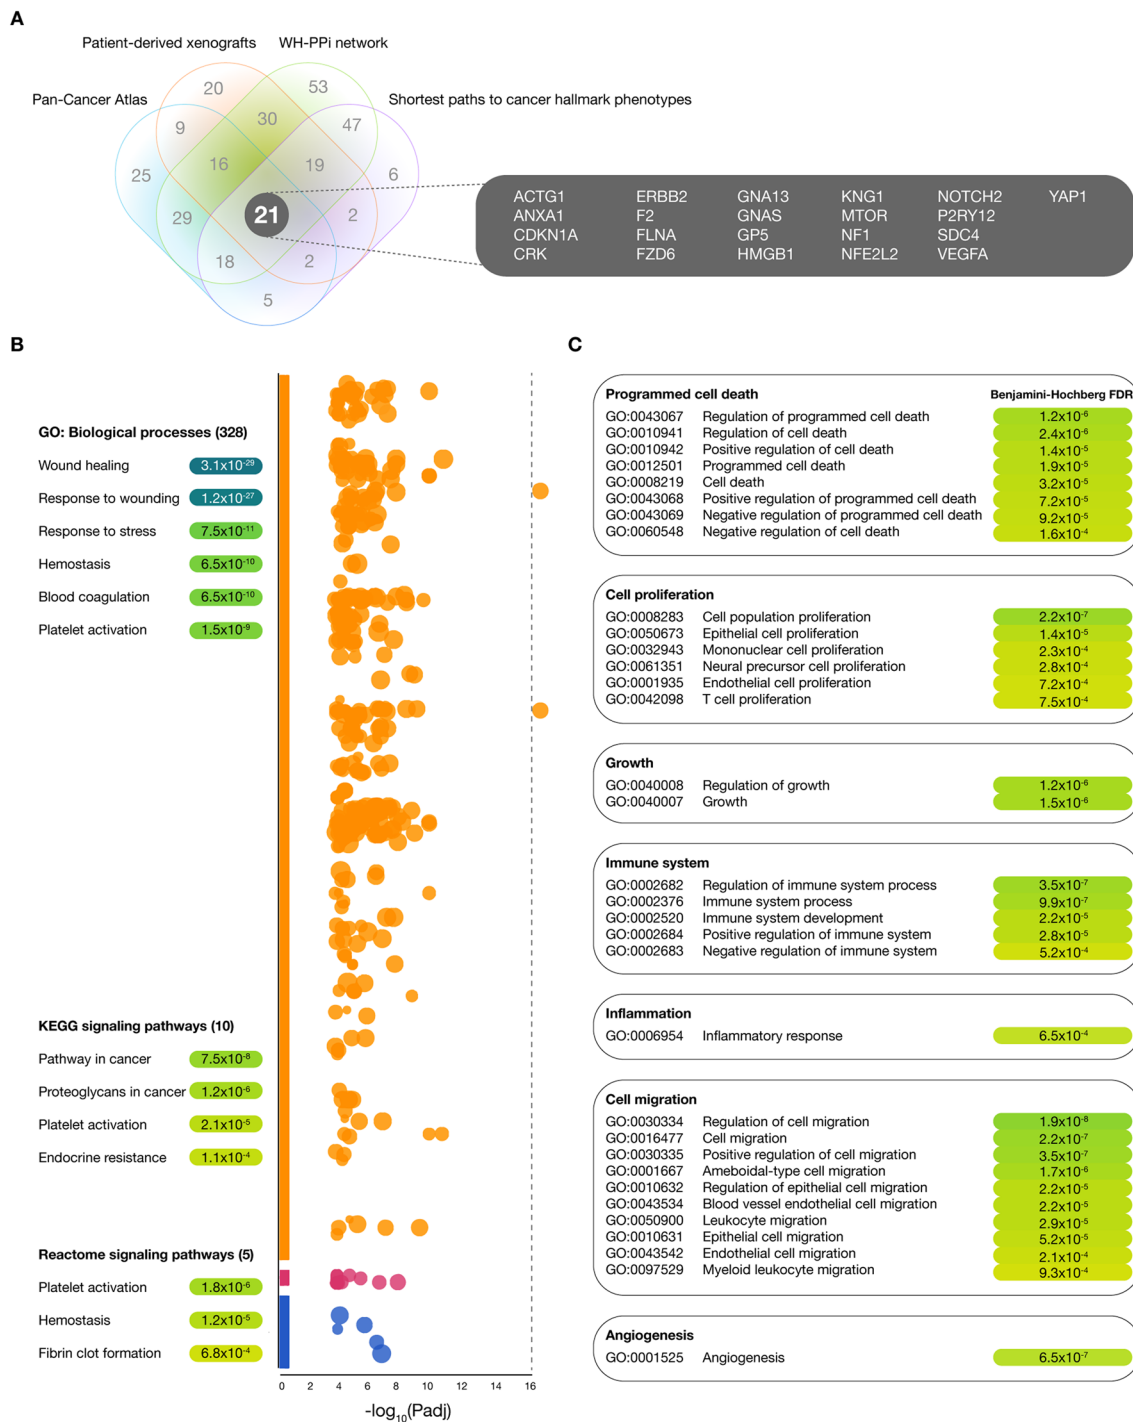 A
Patient-derived xenografts
WH-PPi network
Pan-Cancer Atlas
Shortest paths to cancer hallmark phenotypes
20
53
9
30
47
25
16
19
6
29
21
2
18
2
5
ACTG1 ERBB2 GNA13 KNG1 NOTCH2 YAP1
ANXA1 F2 GNAS MTOR P2RY12
CDKN1A FLNA GP5 NF1 SDC4
CRK FZD6 HMGB1 NFE2L2 VEGFA
B
GO: Biological processes (328)
Wound healing 3.1x10⁻²⁹
Response to wounding 1.2x10⁻²⁷
Response to stress 7.5x10⁻¹¹
Hemostasis 6.5x10⁻¹⁰
Blood coagulation 6.5x10⁻¹⁰
Platelet activation 1.5x10⁻⁹
KEGG signaling pathways (10)
Pathway in cancer 7.5x10⁻⁸
Proteoglycans in cancer 1.2x10⁻⁶
Platelet activation 2.1x10⁻⁵
Endocrine resistance 1.1x10⁻⁴
Reactome signaling pathways (5)
Platelet activation 1.8x10⁻⁶
Hemostasis 1.2x10⁻⁵
Fibrin clot formation 6.8x10⁻⁴
0 2 4 6 8 10 12 14 16
-log₁₀(Padj)
C
Programmed cell death Benjamini-Hochberg FDR
GO:0043067 Regulation of programmed cell death 1.2x10⁻⁶
GO:0010941 Regulation of cell death 2.4x10⁻⁶
GO:0010942 Positive regulation of cell death 1.4x10⁻⁵
GO:0012501 Programmed cell death 1.9x10⁻⁵
GO:0008219 Cell death 3.2x10⁻⁵
GO:0043068 Positive regulation of programmed cell death 7.2x10⁻⁵
GO:0043069 Negative regulation of programmed cell death 9.2x10⁻⁵
GO:0060548 Negative regulation of cell death 1.6x10⁻⁴
Cell proliferation
GO:0008283 Cell population proliferation 2.2x10⁻⁷
GO:0050673 Epithelial cell proliferation 1.4x10⁻⁵
GO:0032943 Mononuclear cell proliferation 2.3x10⁻⁴
GO:0061351 Neural precursor cell proliferation 2.8x10⁻⁴
GO:0001935 Endothelial cell proliferation 7.2x10⁻⁴
GO:0042098 T cell proliferation 7.5x10⁻⁴
Growth
GO:0040008 Regulation of growth 1.2x10⁻⁶
GO:0040007 Growth 1.5x10⁻⁶
Immune system
GO:0002682 Regulation of immune system process 3.5x10⁻⁷
GO:0002376 Immune system process 9.9x10⁻⁷
GO:0002520 Immune system development 2.2x10⁻⁵
GO:0002684 Positive regulation of immune system 2.8x10⁻⁵
GO:0002683 Negative regulation of immune system 5.2x10⁻⁴
Inflammation
GO:0006954 Inflammatory response 6.5x10⁻⁴
Cell migration
GO:0030334 Regulation of cell migration 1.9x10⁻⁸
GO:0016477 Cell migration 2.2x10⁻⁷
GO:0030335 Positive regulation of cell migration 3.5x10⁻⁷
GO:0001667 Ameboidal-type cell migration 1.7x10⁻⁶
GO:0010632 Regulation of epithelial cell migration 2.2x10⁻⁵
GO:0043534 Blood vessel endothelial cell migration 2.2x10⁻⁵
GO:0050900 Leukocyte migration 2.9x10⁻⁵
GO:0010631 Epithelial cell migration 5.2x10⁻⁵
GO:0043542 Endothelial cell migration 2.1x10⁻⁴
GO:0097529 Myeloid leukocyte migration 9.3x10⁻⁴
Angiogenesis
GO:0001525 Angiogenesis 6.5x10⁻⁷